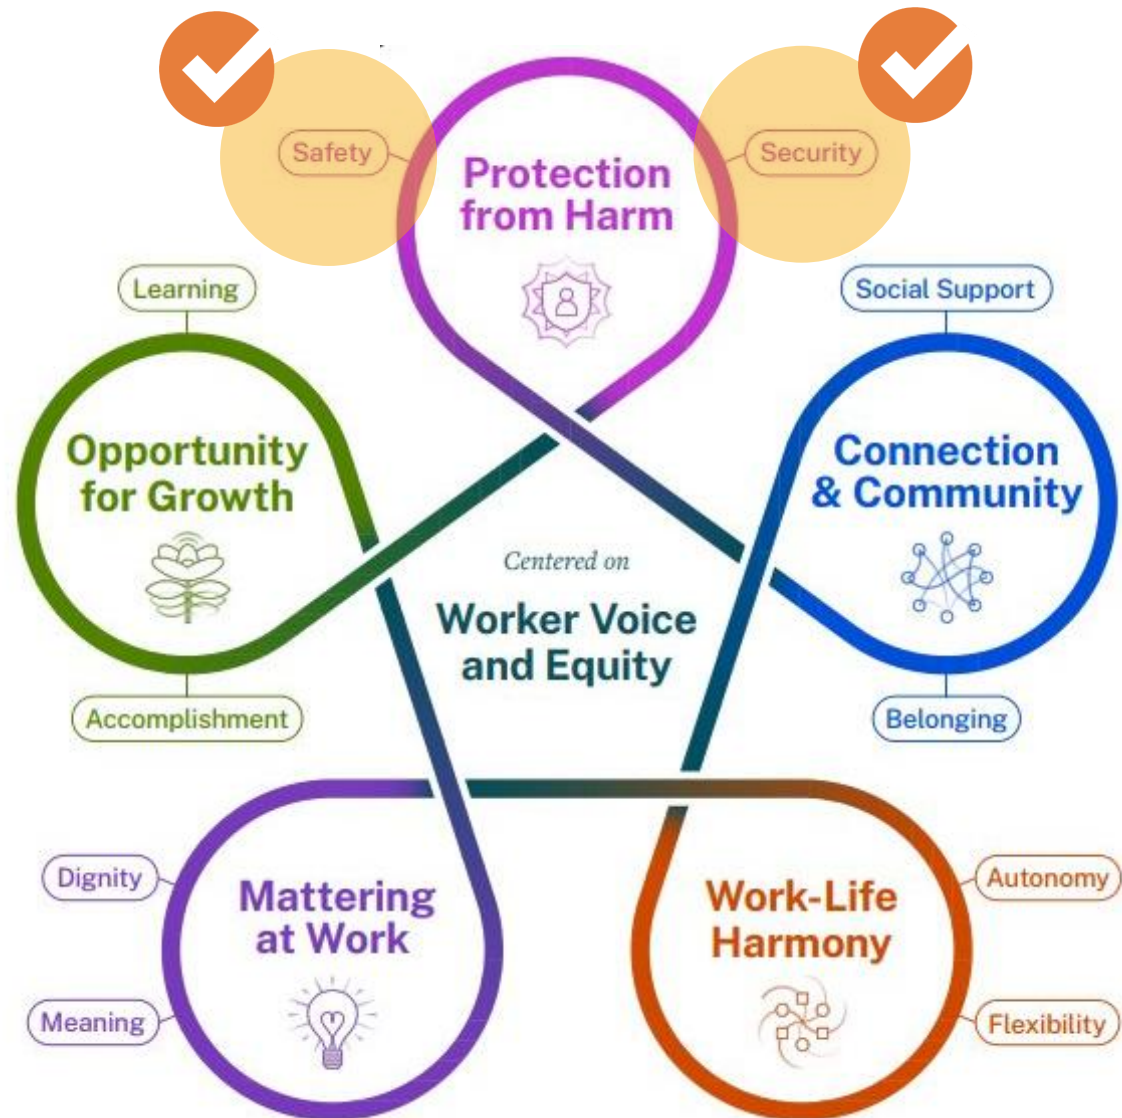 Safety
Security
Protection
from Harm
Learning
Social Support
Opportunity
for Growth
Connection
& Community
Centered on
Worker Voice
and Equity
Accomplishment
Belonging
Dignity
Mattering
at Work
Meaning
Work-Life
Harmony
Autonomy
Flexibility